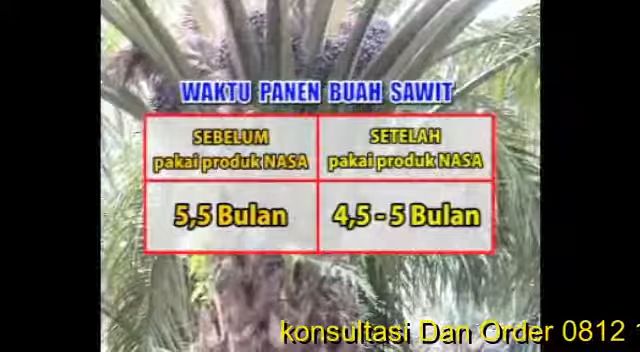 WAKTU PANEN BUAH SAWIT
SEBELUM
pakai produk NASA
SETELAH
pakai produk NASA
5,5 Bulan
4,5 - 5 Bulan
konsultasi Dan Order 0812